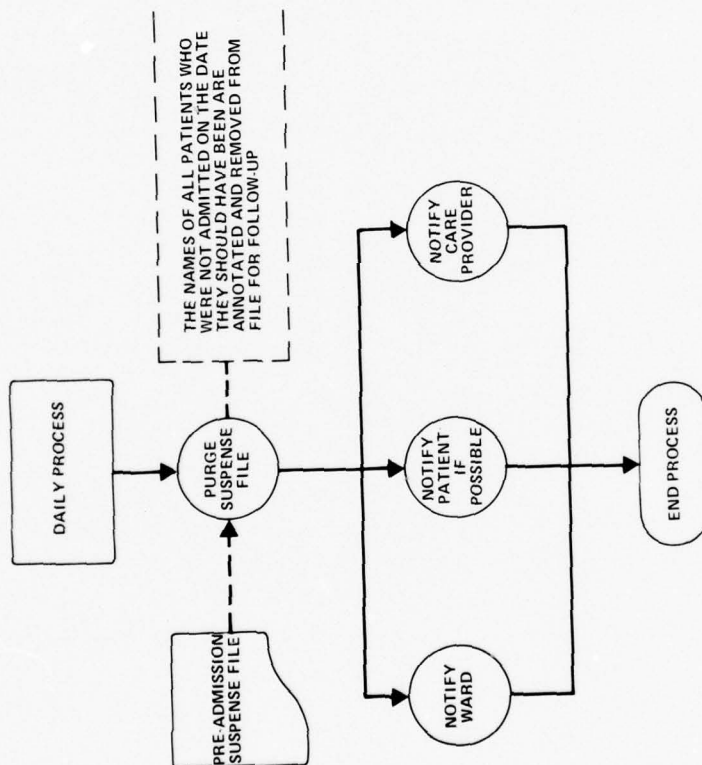 DAILY PROCESS
PRE-ADMISSION
SUSPENSE FILE
PURGE
SUSPENSE
FILE
THE NAMES OF ALL PATIENTS WHO
WERE NOT ADMITTED ON THE DATE
THEY SHOULD HAVE BEEN ARE
ANNOTATED AND REMOVED FROM
FILE FOR FOLLOW-UP
NOTIFY
WARD
NOTIFY
PATIENT
IF
POSSIBLE
NOTIFY
CARE
PROVIDER
END PROCESS